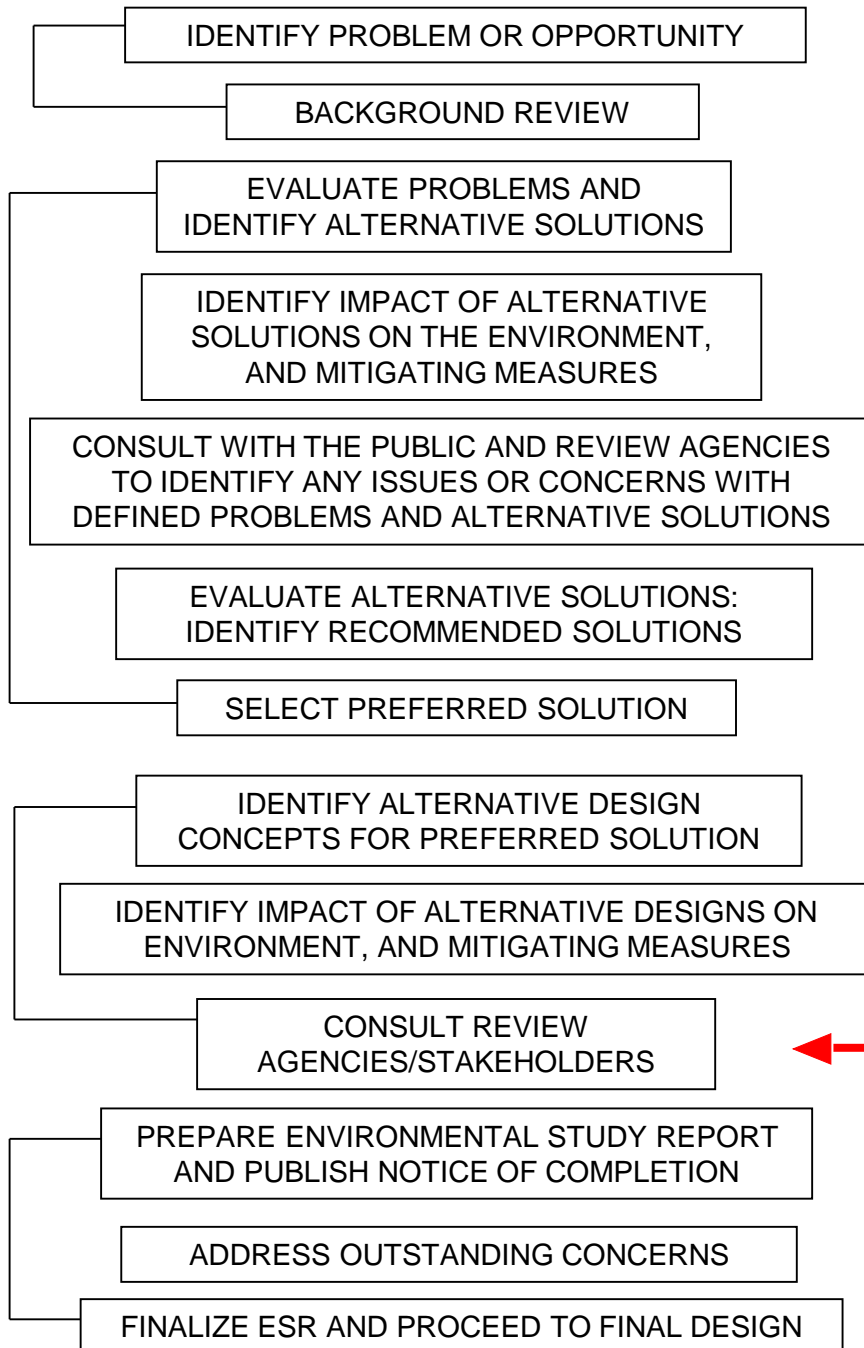 IDENTIFY PROBLEM OR OPPORTUNITY
BACKGROUND REVIEW
EVALUATE PROBLEMS AND
IDENTIFY ALTERNATIVE SOLUTIONS
IDENTIFY IMPACT OF ALTERNATIVE
SOLUTIONS ON THE ENVIRONMENT,
AND MITIGATING MEASURES
CONSULT WITH THE PUBLIC AND REVIEW AGENCIES
TO IDENTIFY ANY ISSUES OR CONCERNS WITH
DEFINED PROBLEMS AND ALTERNATIVE SOLUTIONS
EVALUATE ALTERNATIVE SOLUTIONS:
IDENTIFY RECOMMENDED SOLUTIONS
SELECT PREFERRED SOLUTION
IDENTIFY ALTERNATIVE DESIGN
CONCEPTS FOR PREFERRED SOLUTION
IDENTIFY IMPACT OF ALTERNATIVE DESIGNS ON
ENVIRONMENT, AND MITIGATING MEASURES
CONSULT REVIEW
AGENCIES/STAKEHOLDERS
PREPARE ENVIRONMENTAL STUDY REPORT
AND PUBLISH NOTICE OF COMPLETION
ADDRESS OUTSTANDING CONCERNS
FINALIZE ESR AND PROCEED TO FINAL DESIGN